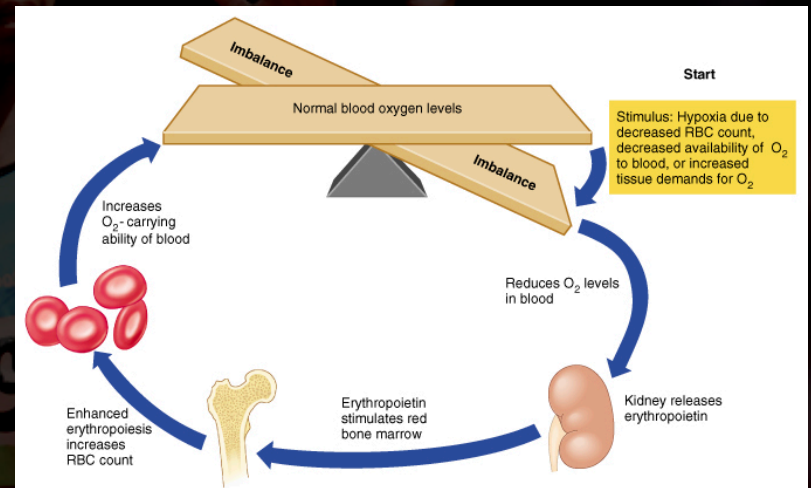 Imbalance
Normal blood oxygen levels
Imbalance
Start
Stimulus: Hypoxia due to
decreased RBC count,
decreased availability of O2
to blood, or increased
tissue demands for O2
Reduces O2 levels
in blood
Kidney releases
erythropoietin
Erythropoietin
stimulates red
bone marrow
Enhanced
erythropoiesis
increases
RBC count
Increases
O2- carrying
ability of blood